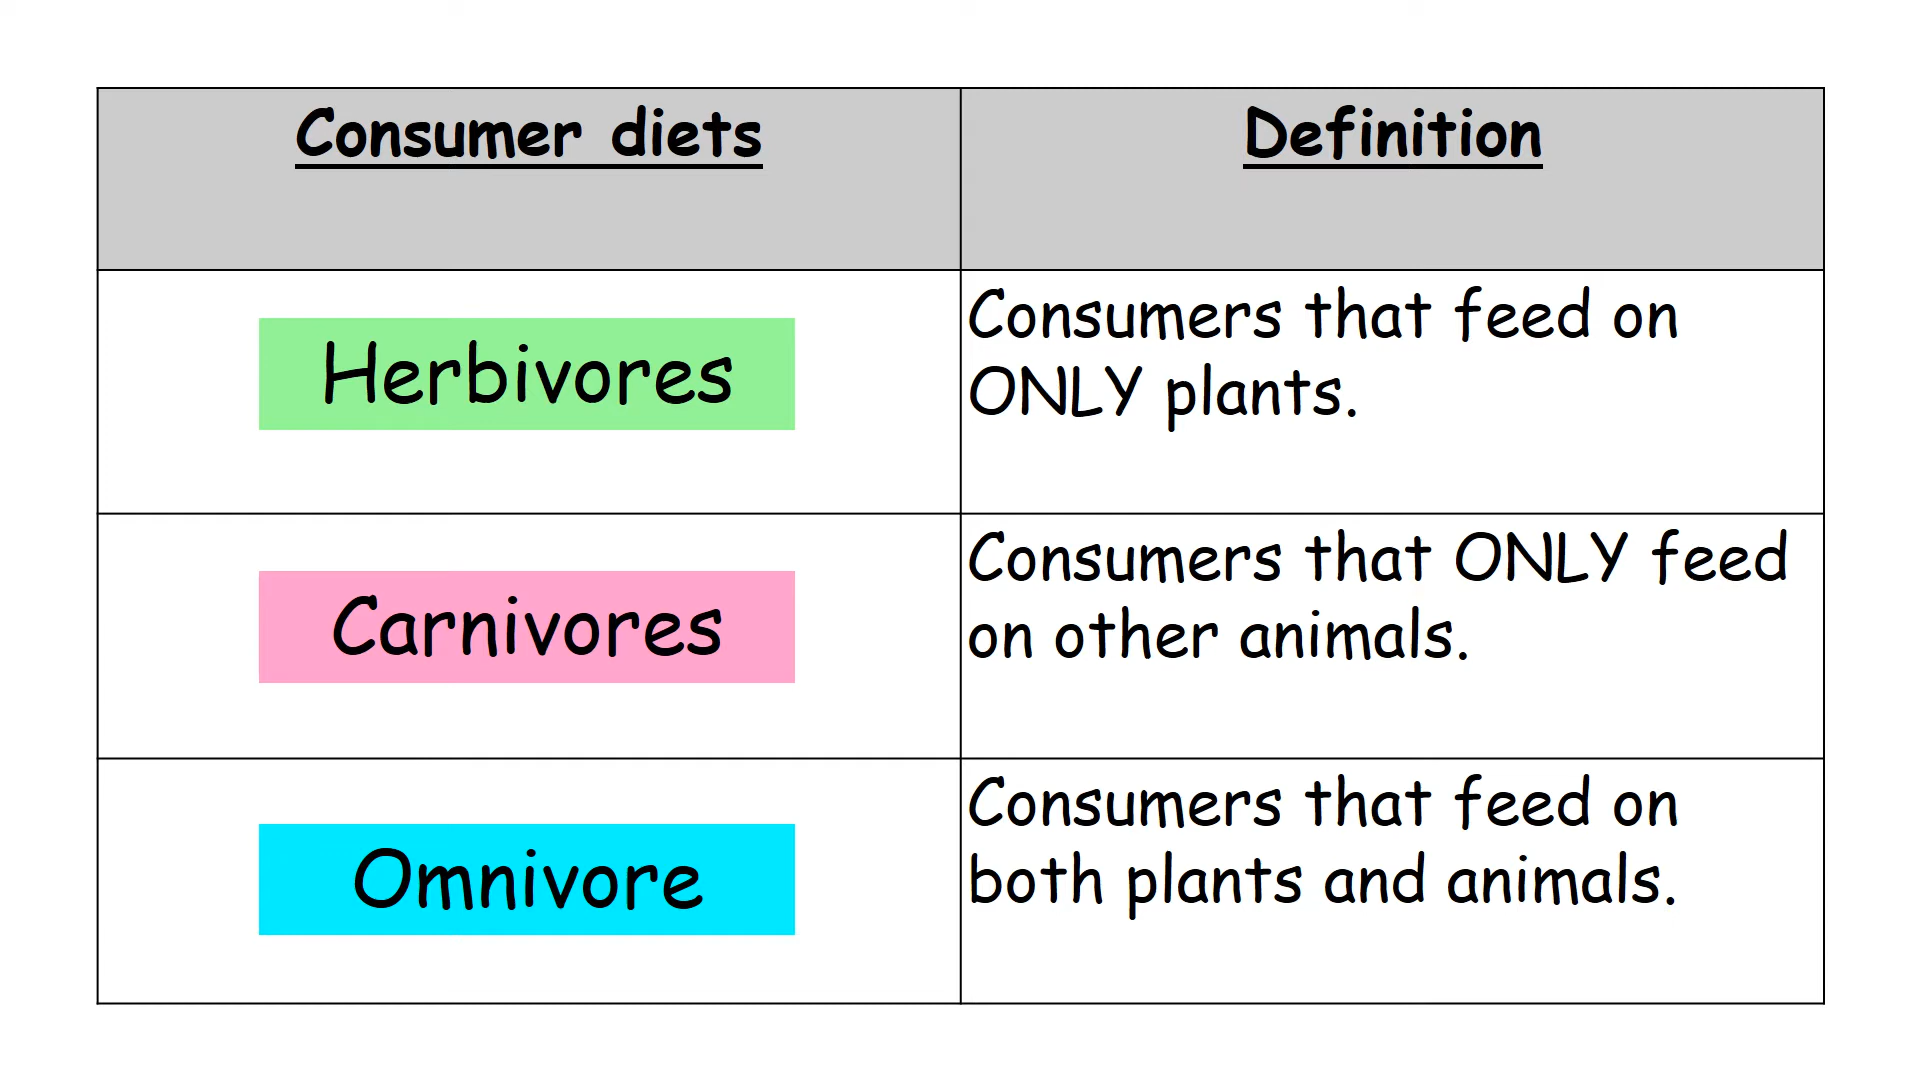 Consumer diets
Definition
Herbivores
Consumers that feed on
ONLY plants.
Carnivores
Consumers that ONLY feed
on other animals.
Omnivore
Consumers that feed on
both plants and animals.